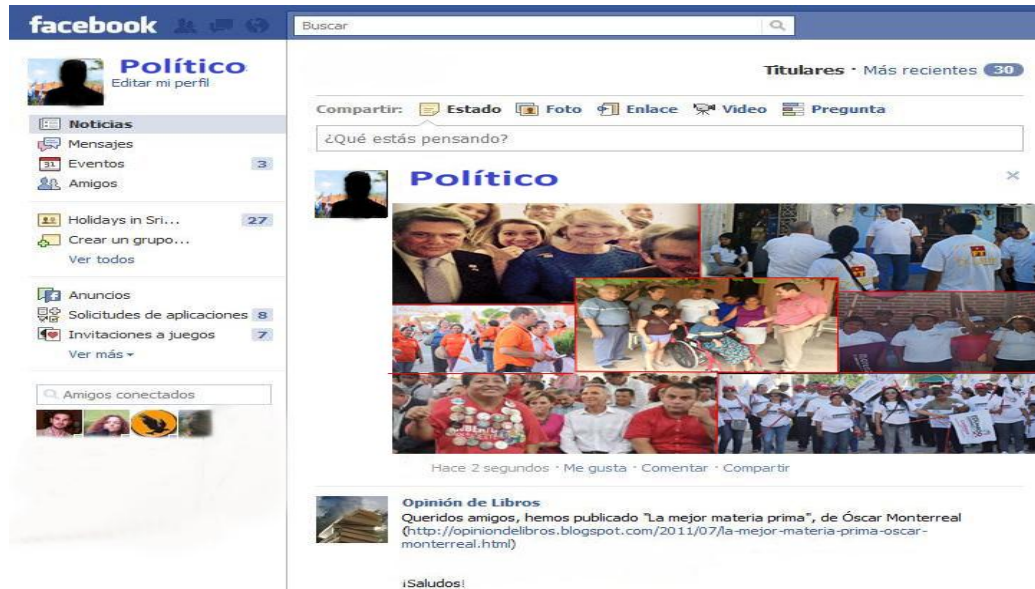 facebook
Buscar
Político
Editar mi perfil
Noticias
Mensajes
31 Eventos 3
Amigos
Holidays in Sri... 27
Crear un grupo...
Ver todos
Anuncios
Solicitudes de aplicaciones 8
Invitaciones a juegos 7
Ver más
Amigos conectados
Titulares · Más recientes 30
Compartir: Estado Foto Enlace Video Pregunta
¿Qué estás pensando?
Político
PT
Hace 2 segundos · Me gusta · Comentar · Compartir
Opinión de Libros
Queridos amigos, hemos publicado "La mejor materia prima", de Óscar Monterreal
(http://opiniondelibros.blogspot.com/2011/07/la-mejor-materia-prima-oscar-
monterreal.html)
¡Saludos!